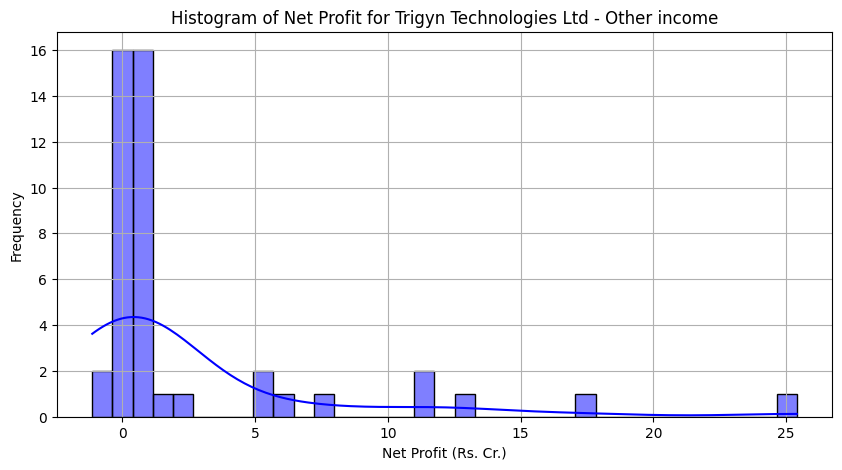 Histogram of Net Profit for Trigyn Technologies Ltd - Other income
16
14
12
10
8
6
4
2
0
Frequency
0 5 10 15 20 25
Net Profit (Rs. Cr.)